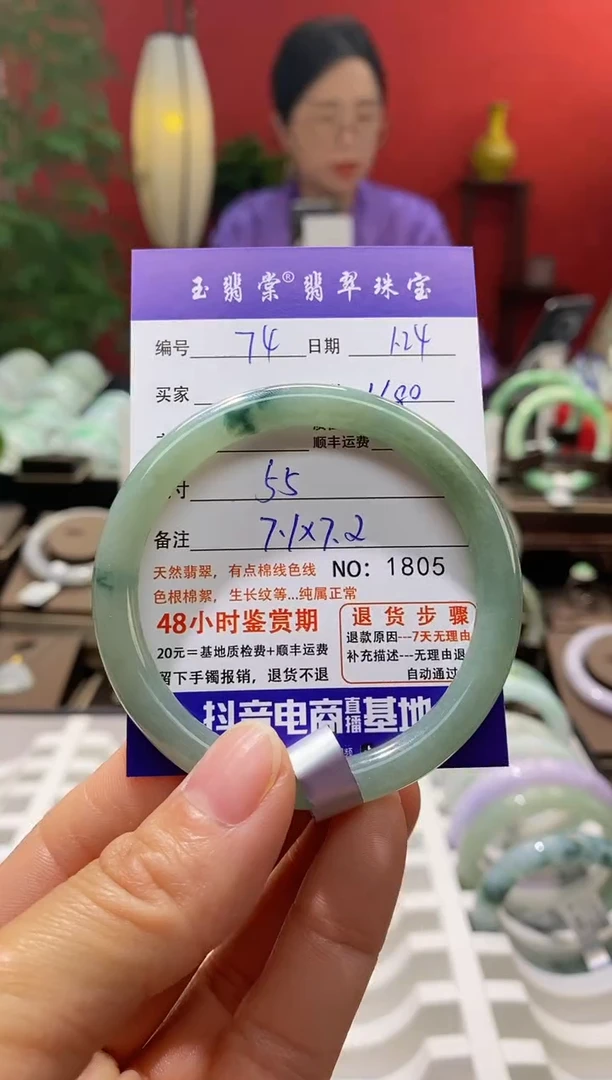 玉翡棠®翡翠珠宝
编号 74 日期 1.24
买家 1180
顺丰运费
寸 55
备注 7.1x7.2
天然翡翠，有点棉线色线 NO: 1805
色根棉絮，生长纹等...纯属正常
48小时鉴赏期
20元=基地质检费+顺丰运费
留下手镯报销，退货不退
退货步骤
退款原因---7天无理由
补充描述---无理由退
自动通过
抖音电商直播基地